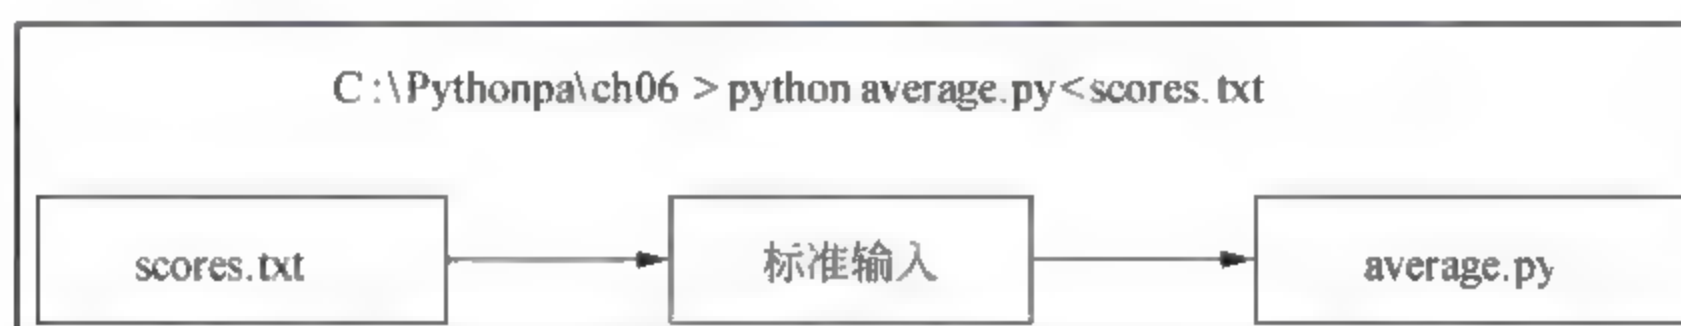 C:\Pythonpa\ch06 >python average.py<scores.txt
scores.txt
标准输入
average.py